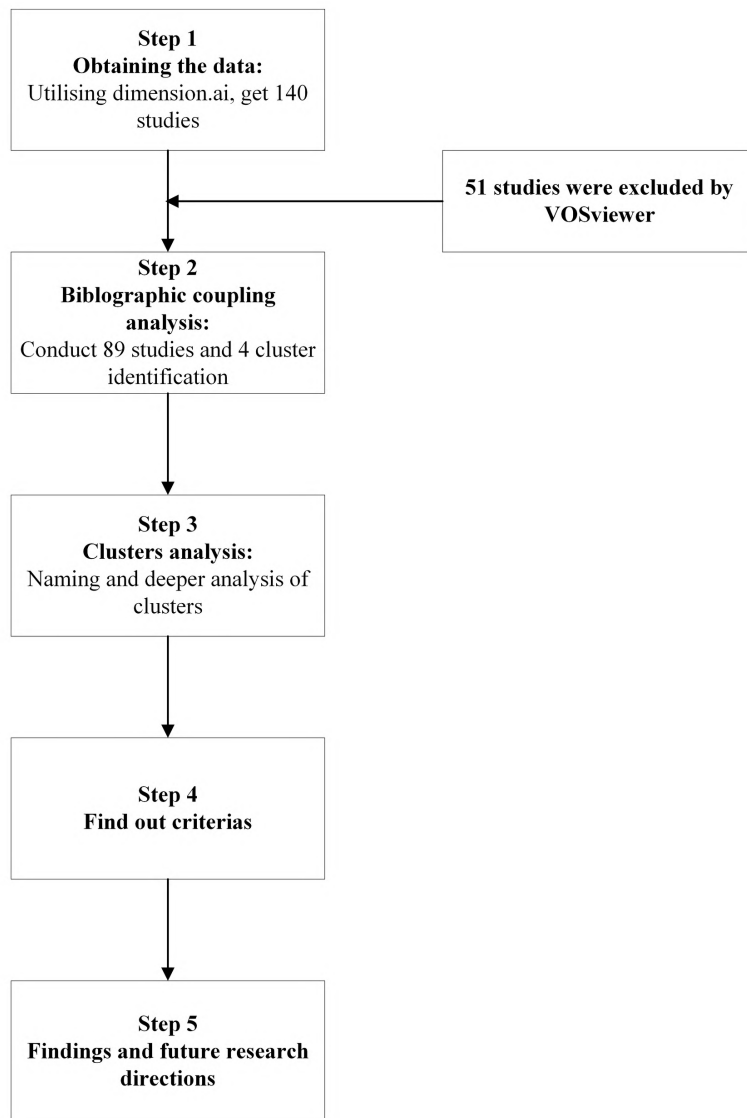 Step 1
Obtaining the data:
Utilising dimension.ai, get 140
studies
51 studies were excluded by
VOSviewer
Step 2
Biblographic coupling
analysis:
Conduct 89 studies and 4 cluster
identification
Step 3
Clusters analysis:
Naming and deeper analysis of
clusters
Step 4
Find out criterias
Step 5
Findings and future research
directions